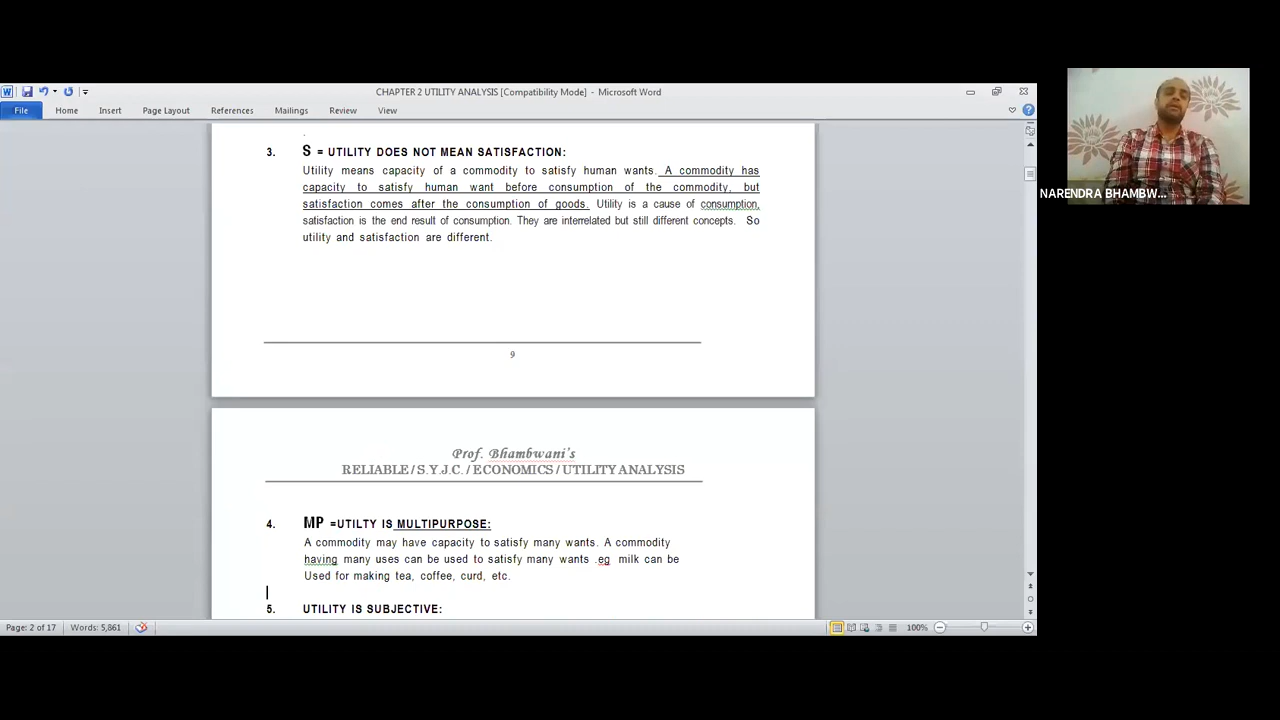 CHAPTER 2 UTILITY ANALYSIS [Compatibility Mode] - Microsoft Word
File Home Insert Page Layout References Mailings Review View
3. S = UTILITY DOES NOT MEAN SATISFACTION:
Utility means capacity of a commodity to satisfy human wants. A commodity has
capacity to satisfy human want before consumption of the commodity, but
satisfaction comes after the consumption of goods. Utility is a cause of consumption,
satisfaction is the end result of consumption. They are interrelated but still different concepts. So
utility and satisfaction are different.
9
Prof. Bhambwani's
RELIABLE / S.Y.J.C. / ECONOMICS / UTILITY ANALYSIS
4. MP =UTILTY IS MULTIPURPOSE:
A commodity may have capacity to satisfy many wants. A commodity
having many uses can be used to satisfy many wants .eg milk can be
Used for making tea, coffee, curd, etc.
5. UTILITY IS SUBJECTIVE:
Page: 2 of 17 Words: 5,861 100%
NARENDRA BHAMBW...